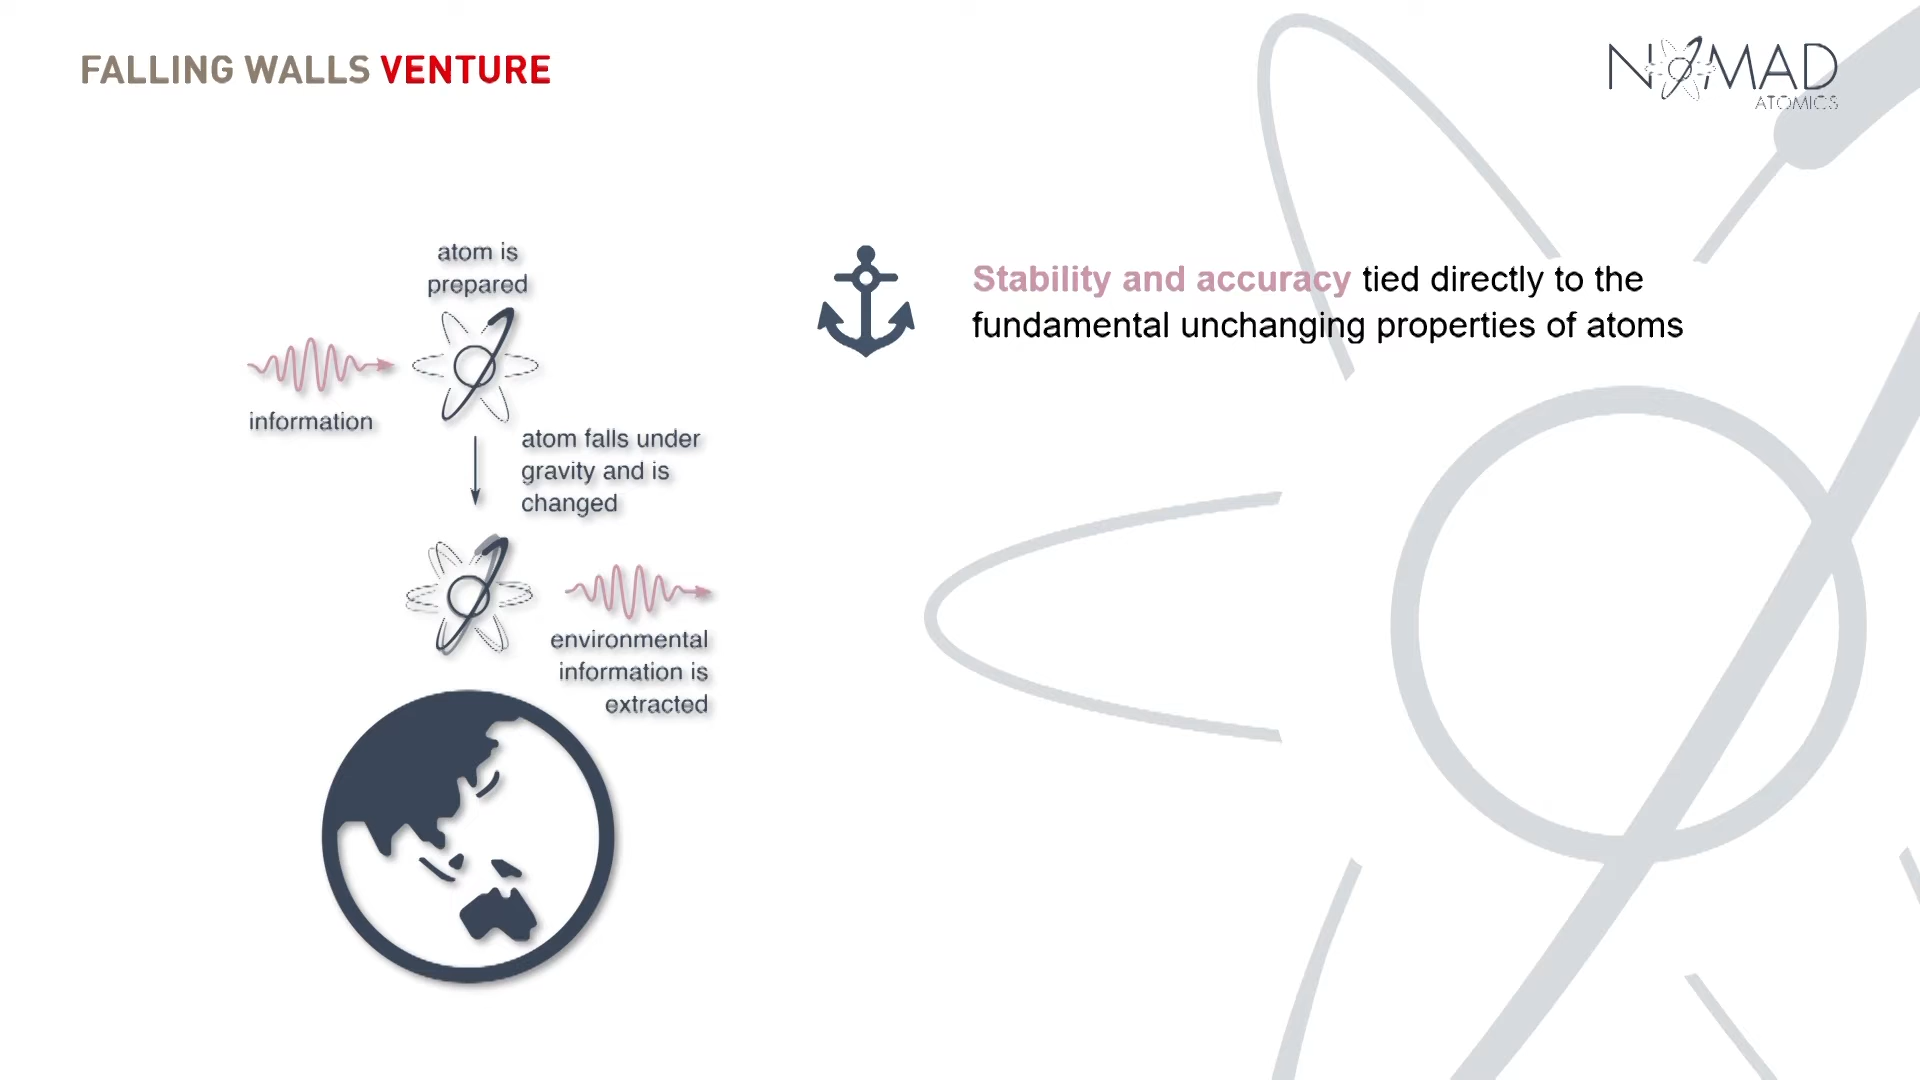 FALLING WALLS VENTURE
NOMAD
ATOMICS
atom is
prepared
information
atom falls under
gravity and is
changed
environmental
information is
extracted
Stability and accuracy tied directly to the
fundamental unchanging properties of atoms